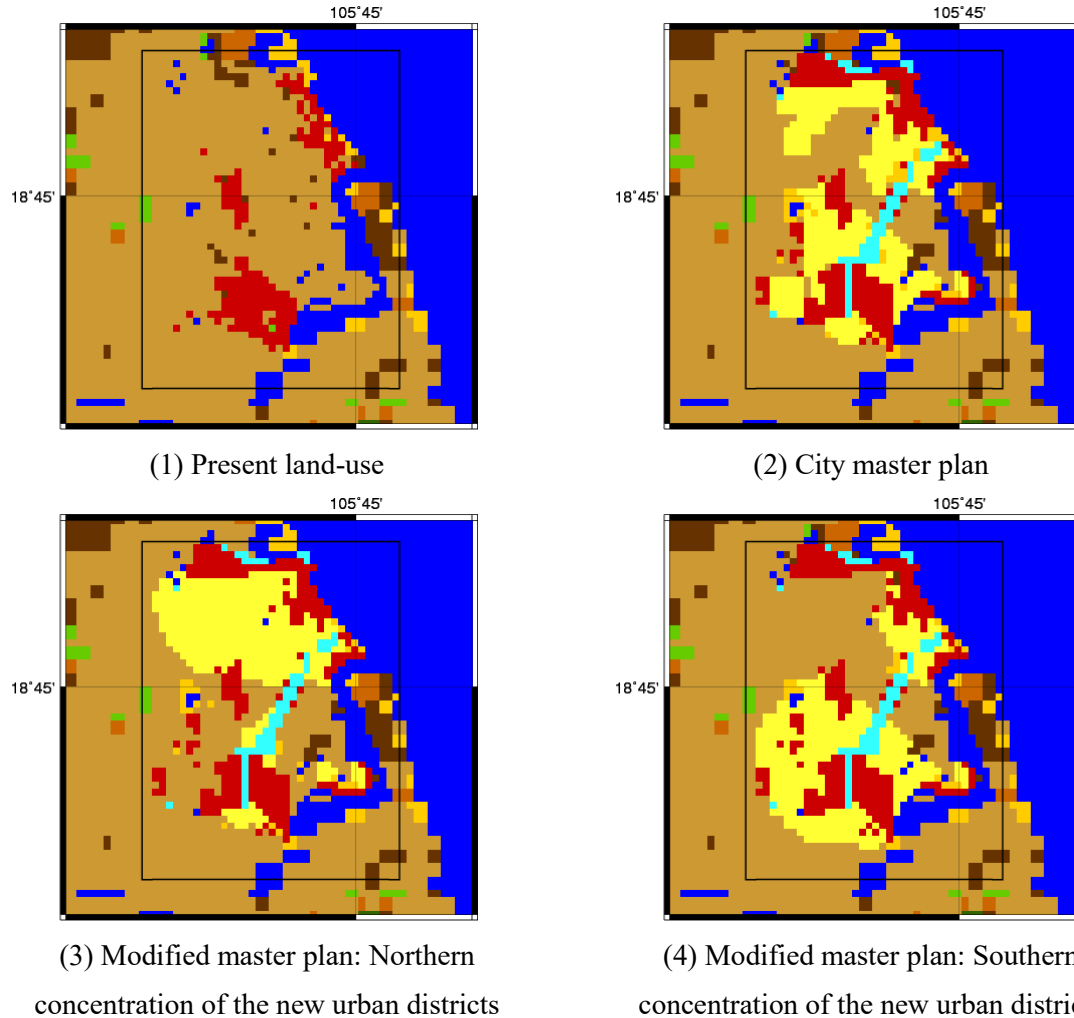 105°45'
105°45'
18°45'
18°45'
(1) Present land-use
(2) City master plan
105°45'
105°45'
18°45'
18°45'
(3) Modified master plan: Northern
concentration of the new urban districts
(4) Modified master plan: Southern
concentration of the new urban distri